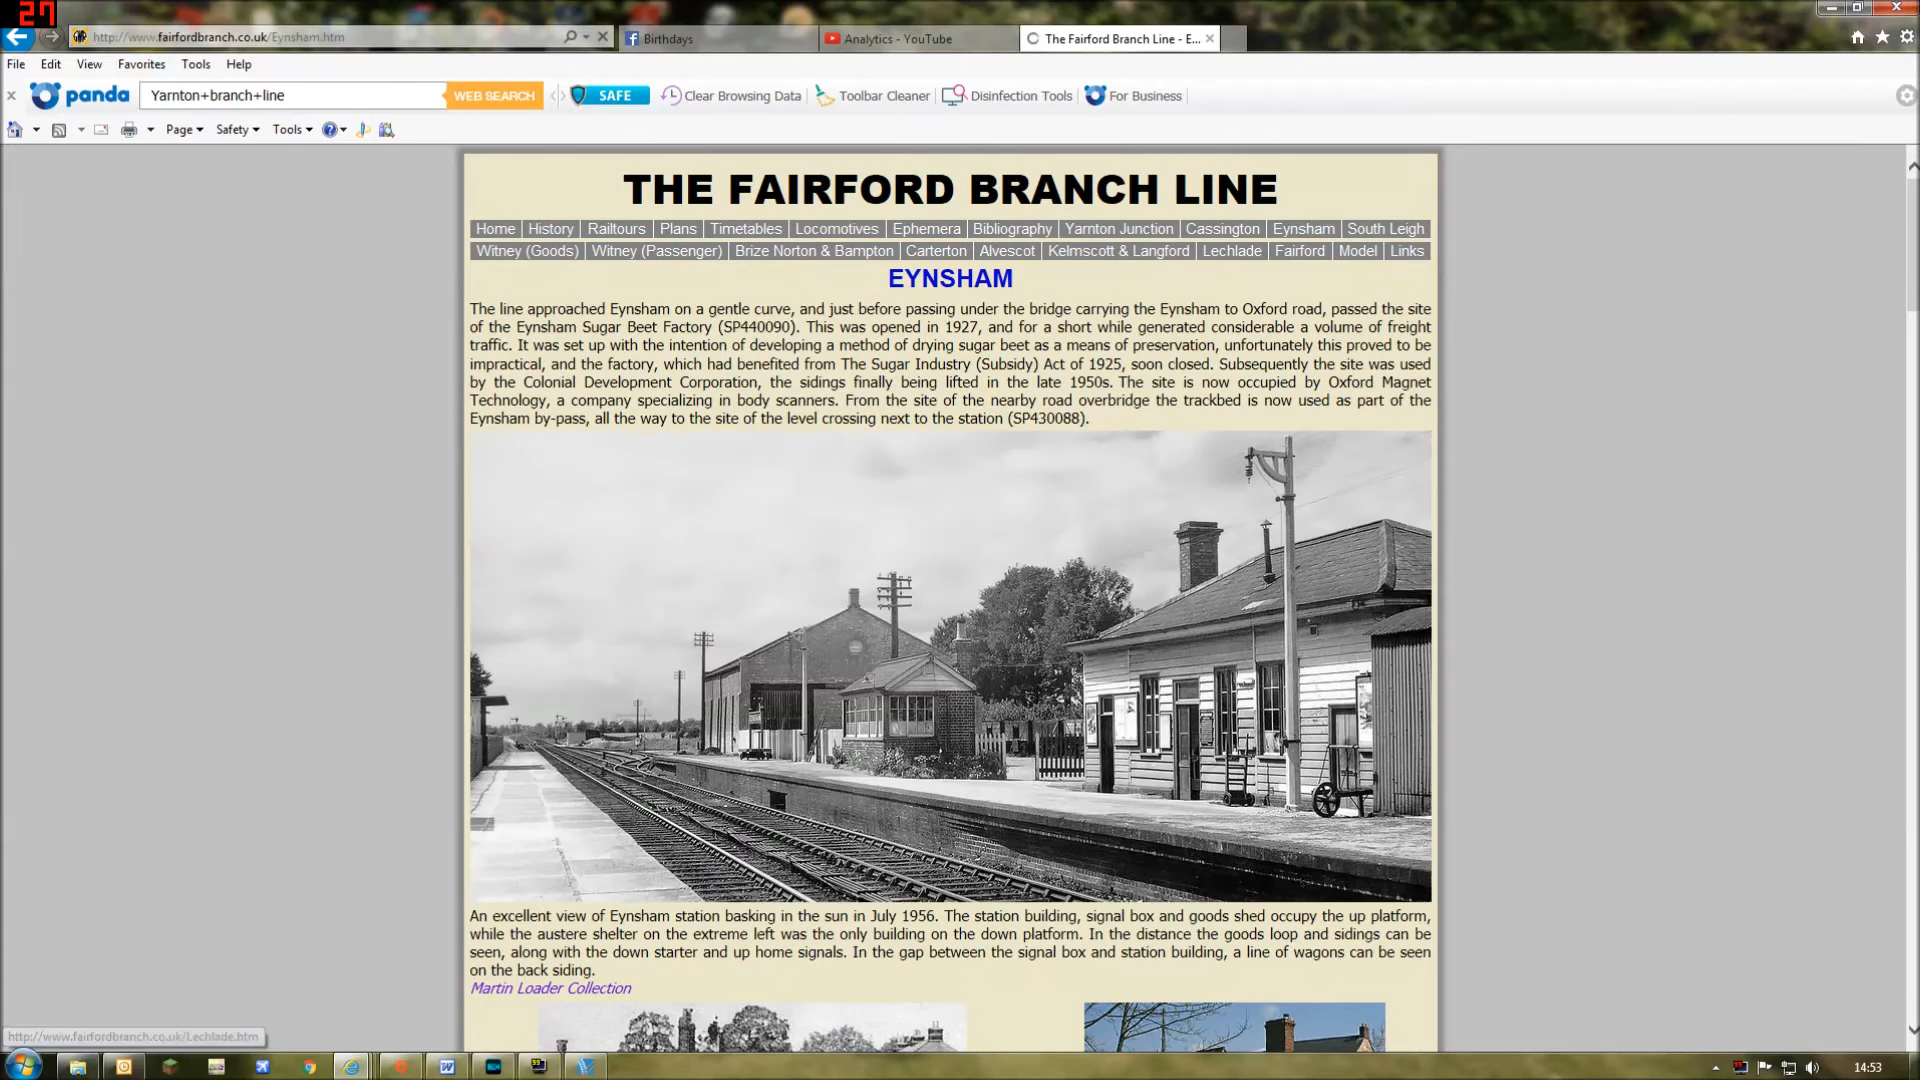 27
http://www.fairfordbranch.co.uk/Eynsham.htm
Birthdays
Analytics - YouTube
The Fairford Branch Line - E...
File Edit View Favorites Tools Help
panda
Yarnton+branch+line
WEB SEARCH
SAFE
Clear Browsing Data
Toolbar Cleaner
Disinfection Tools
For Business
Page Safety Tools
THE FAIRFORD BRANCH LINE
Home History Railtours Plans Timetables Locomotives Ephemera Bibliography Yarnton Junction Cassington Eynsham South Leigh
Witney (Goods) Witney (Passenger) Brize Norton & Bampton Carterton Alvescot Kelmscott & Langford Lechlade Fairford Model Links
EYNSHAM
The line approached Eynsham on a gentle curve, and just before passing under the bridge carrying the Eynsham to Oxford road, passed the site
of the Eynsham Sugar Beet Factory (SP440090). This was opened in 1927, and for a short while generated considerable a volume of freight
traffic. It was set up with the intention of developing a method of drying sugar beet as a means of preservation, unfortunately this proved to be
impractical, and the factory, which had benefited from The Sugar Industry (Subsidy) Act of 1925, soon closed. Subsequently the site was used
by the Colonial Development Corporation, the sidings finally being lifted in the late 1950s. The site is now occupied by Oxford Magnet
Technology, a company specializing in body scanners. From the site of the nearby road overbridge the trackbed is now used as part of the
Eynsham by-pass, all the way to the site of the level crossing next to the station (SP430088).
An excellent view of Eynsham station basking in the sun in July 1956. The station building, signal box and goods shed occupy the up platform,
while the austere shelter on the extreme left was the only building on the down platform. In the distance the goods loop and sidings can be
seen, along with the down starter and up home signals. In the gap between the signal box and station building, a line of wagons can be seen
on the back siding.
Martin Loader Collection
http://www.fairfordbranch.co.uk/Lechlade.htm
14:53